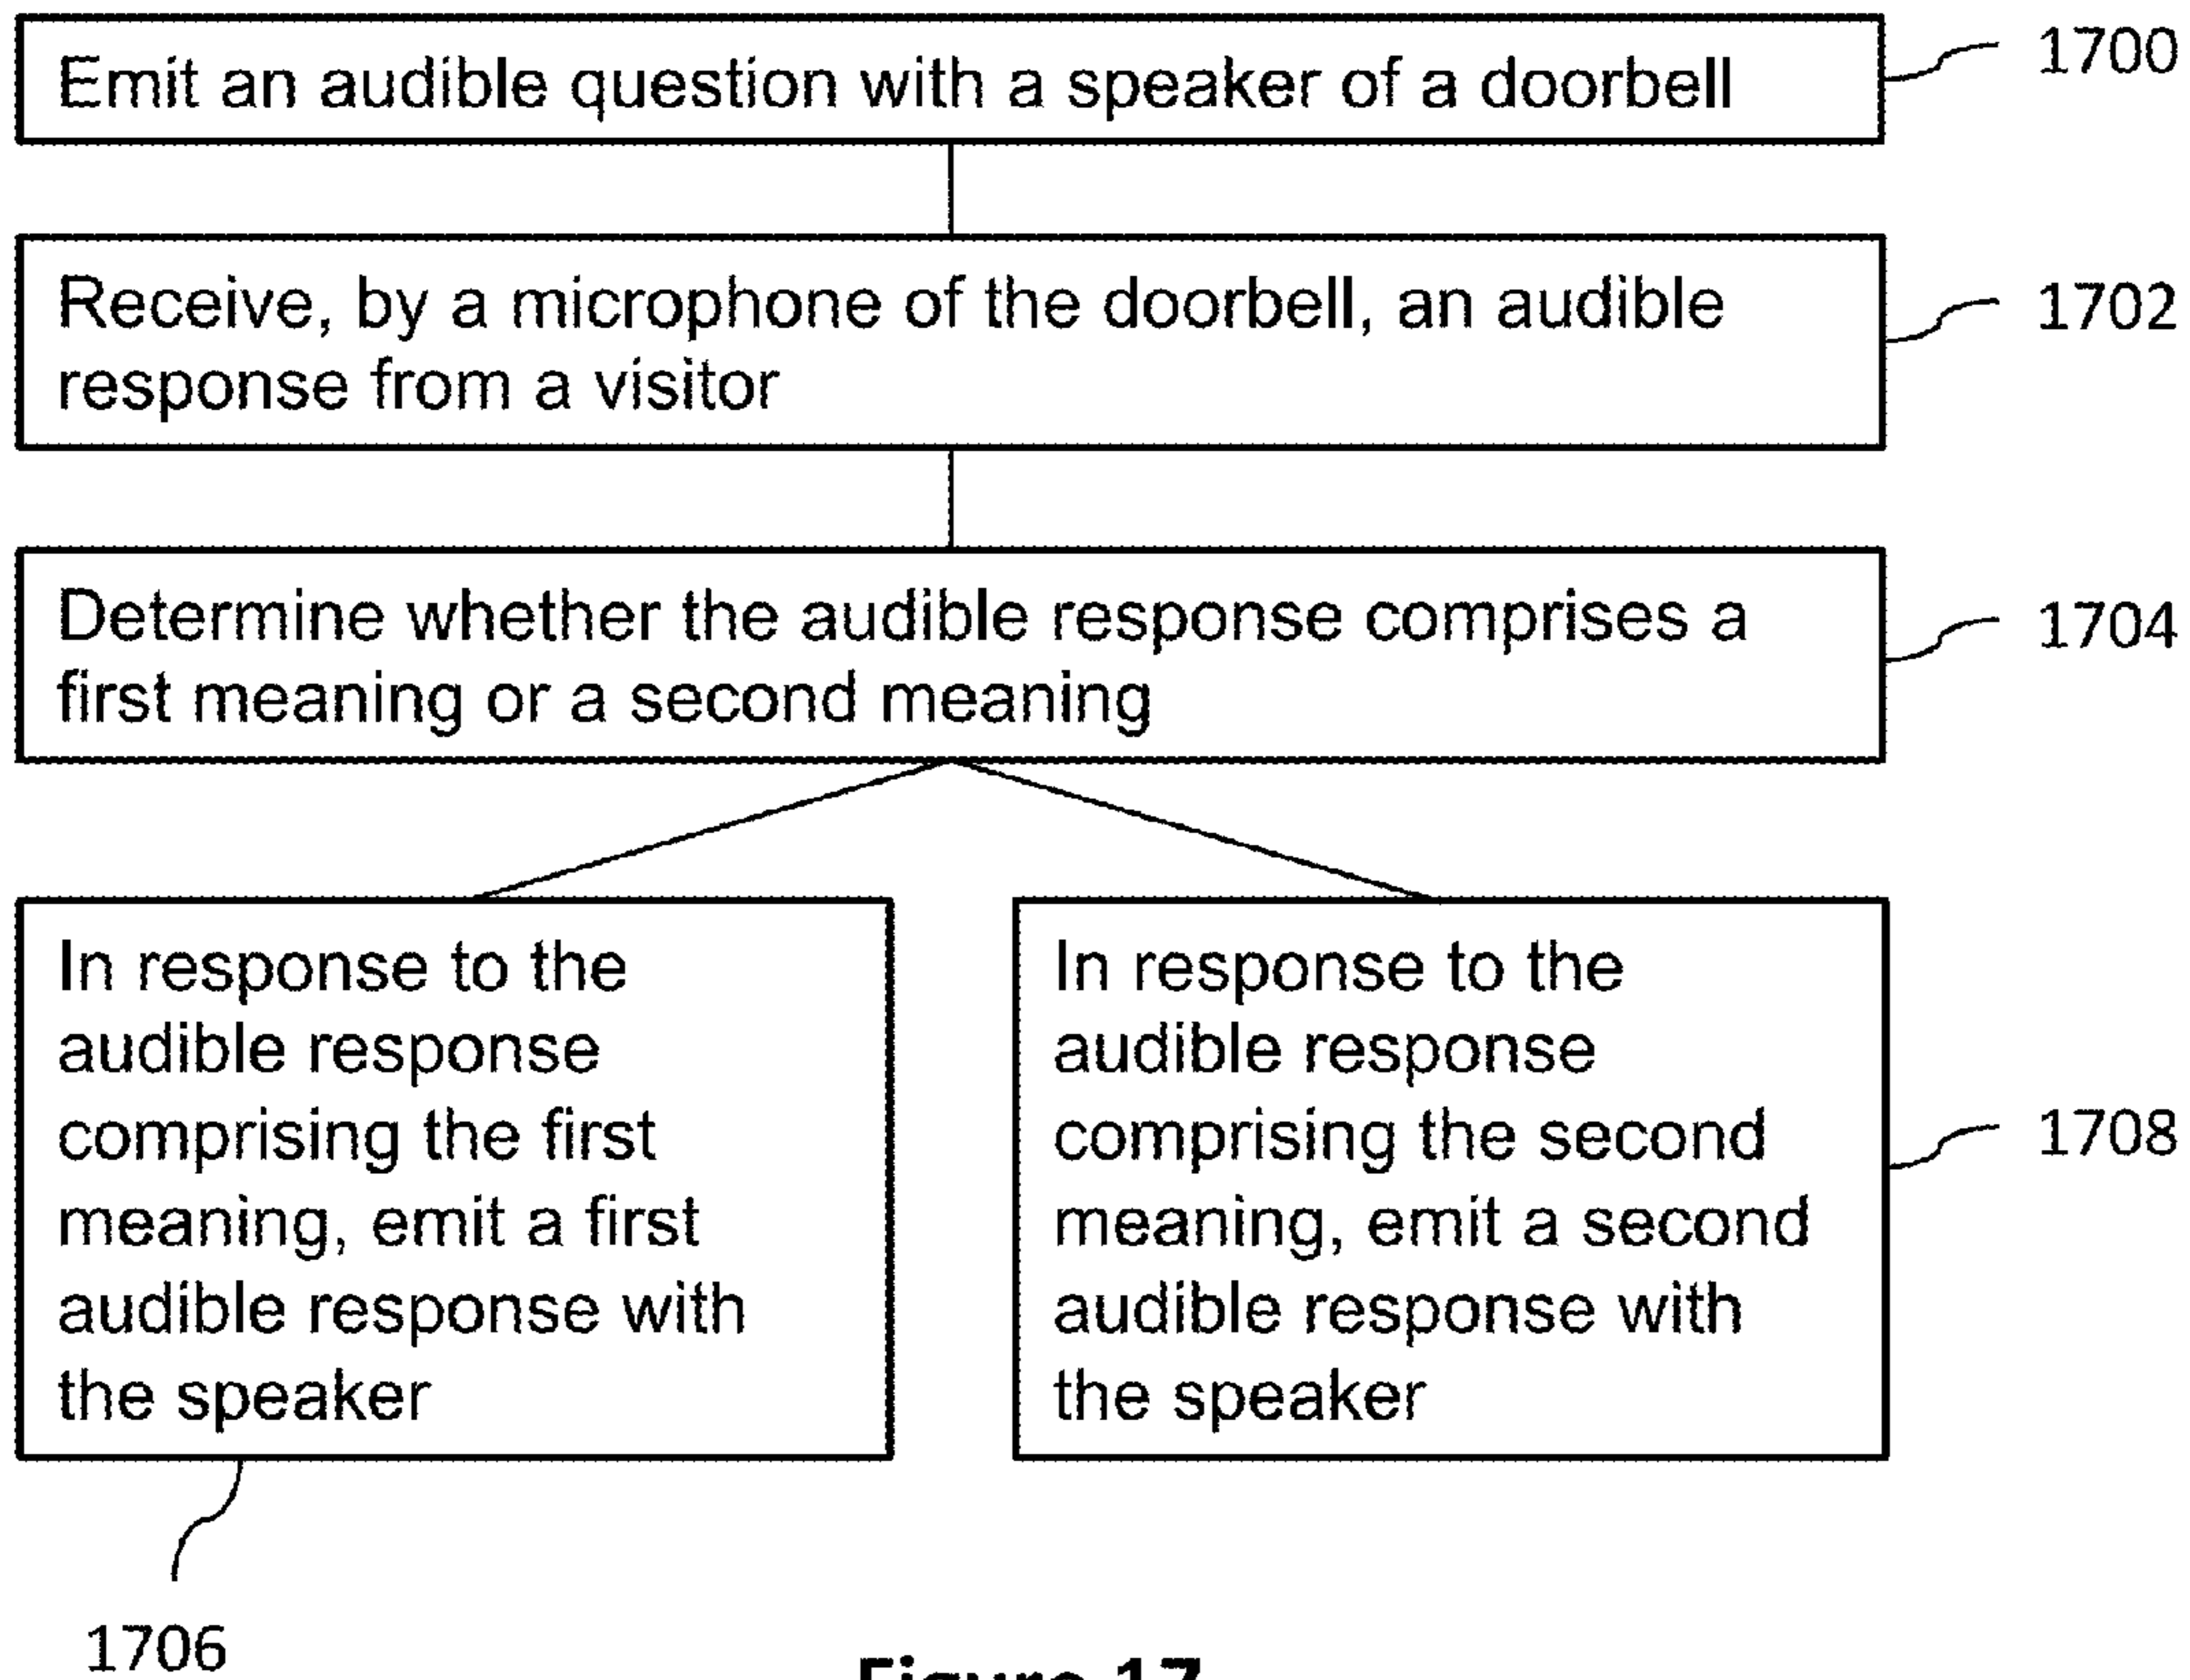 Emit an audible question with a speaker of a doorbell
1700
Receive, by a microphone of the doorbell, an audible
response from a visitor
1702
Determine whether the audible response comprises a
first meaning or a second meaning
1704
In response to the
audible response
comprising the first
meaning, emit a first
audible response with
the speaker
1706
In response to the
audible response
comprising the second
meaning, emit a second
audible response with
the speaker
1708
Figure 17